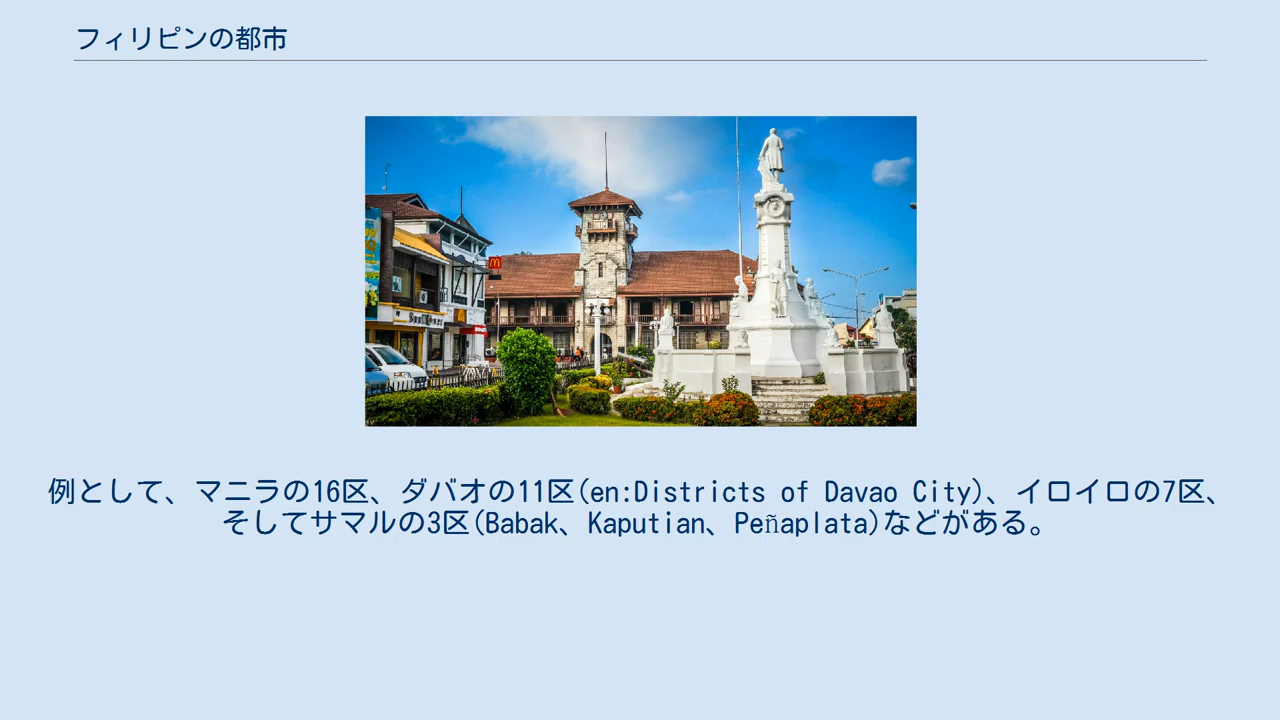 フィリピンの都市
例として、マニラの16区、ダバオの11区(en:Districts of Davao City)、イロイロの7区、
そしてサマルの3区(Babak、Kaputian、Peñaplata)などがある。